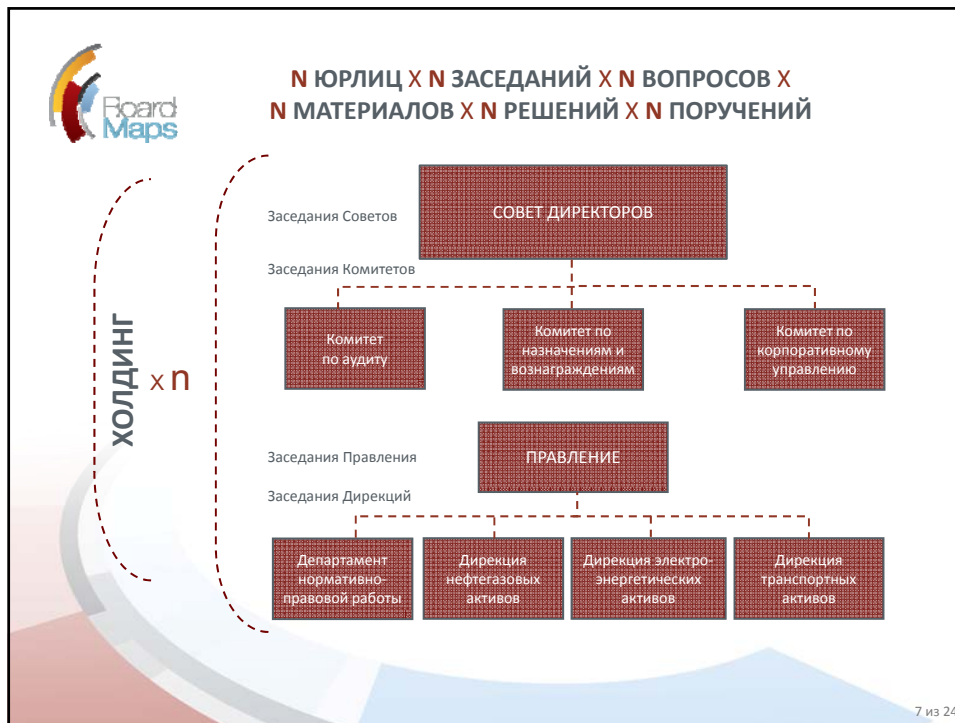 Board
Maps
N ЮРЛИЦ X N ЗАСЕДАНИЙ X N ВОПРОСОВ X
N МАТЕРИАЛОВ X N РЕШЕНИЙ X N ПОРУЧЕНИЙ
ХОЛДИНГ
x n
Заседания Советов
СОВЕТ ДИРЕКТОРОВ
Заседания Комитетов
Комитет
по аудиту
Комитет по
назначениям и
вознаграждениям
Комитет по
корпоративному
управлению
Заседания Правления
ПРАВЛЕНИЕ
Заседания Дирекций
Департамент
нормативно-
правовой работы
Дирекция
нефтегазовых
активов
Дирекция электро-
энергетических
активов
Дирекция
транспортных
активов
7 из 24